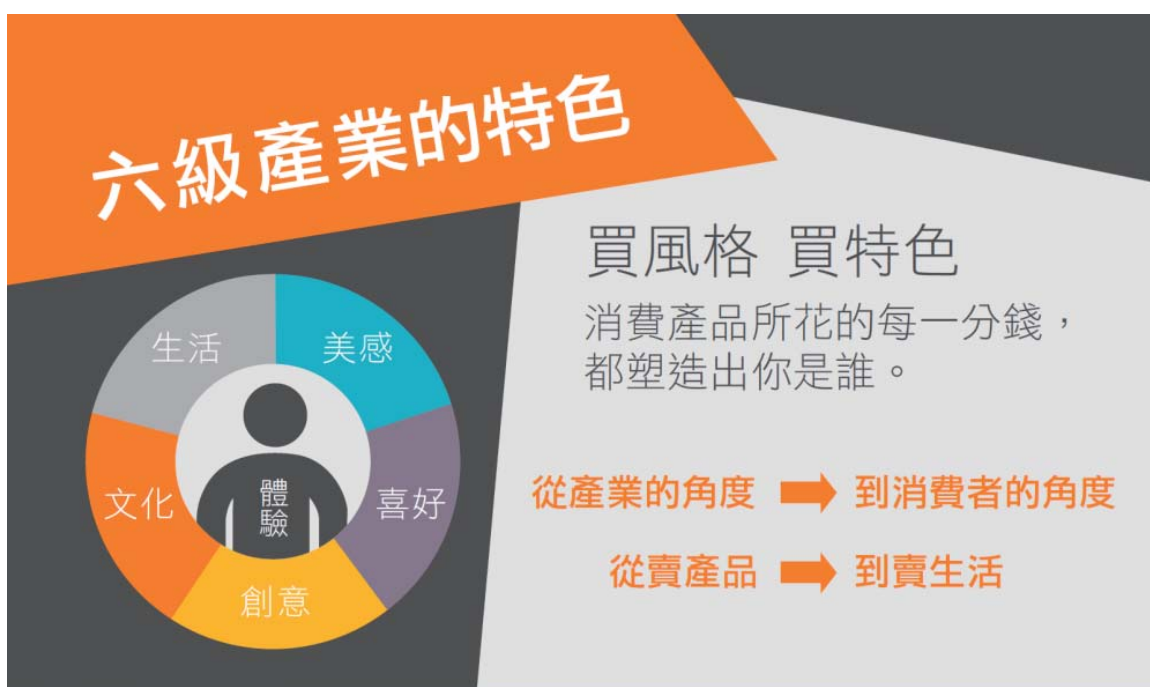 六級產業的特色
生活
美感
文化
體驗
喜好
創意
買風格 買特色
消費產品所花的每一分錢，
都塑造出你是誰。
從產業的角度 到消費者的角度
從賣產品 到賣生活